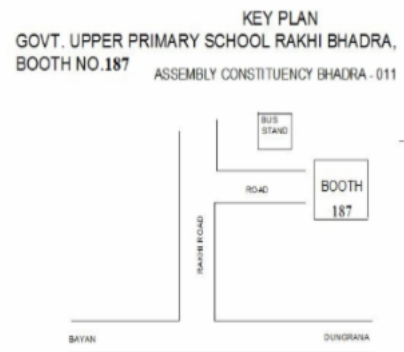 KEY PLAN
GOVT. UPPER PRIMARY SCHOOL RAKHI BHADRA,
BOOTH NO.187
ASSEMBLY CONSTITUENCY BHADRA - 011
BUS
STAND
ROAD
BOOTH
187
RAKHI ROAD
BAYAN
DUNGRANA